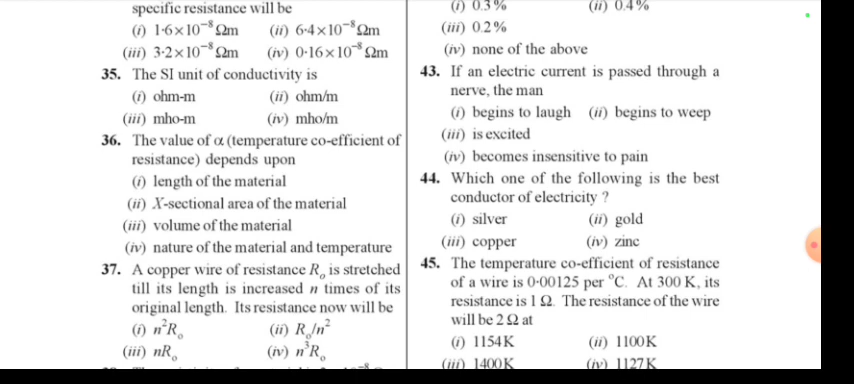 specific resistance will be
(i) 1·6×10⁻⁸ Ωm (ii) 6·4×10⁻⁸ Ωm
(iii) 3·2×10⁻⁸ Ωm (iv) 0·16×10⁻⁸ Ωm
35. The SI unit of conductivity is
(i) ohm-m (ii) ohm/m
(iii) mho-m (iv) mho/m
36. The value of α (temperature co-efficient of
resistance) depends upon
(i) length of the material
(ii) X-sectional area of the material
(iii) volume of the material
(iv) nature of the material and temperature
37. A copper wire of resistance Rₒ is stretched
till its length is increased n times of its
original length. Its resistance now will be
(i) n²Rₒ (ii) Rₒ/n²
(iii) nRₒ (iv) n³Rₒ
(i) 0.3% (ii) 0.4%
(iii) 0.2%
(iv) none of the above
43. If an electric current is passed through a
nerve, the man
(i) begins to laugh (ii) begins to weep
(iii) is excited
(iv) becomes insensitive to pain
44. Which one of the following is the best
conductor of electricity ?
(i) silver (ii) gold
(iii) copper (iv) zinc
45. The temperature co-efficient of resistance
of a wire is 0·00125 per °C. At 300 K, its
resistance is 1 Ω. The resistance of the wire
will be 2 Ω at
(i) 1154K (ii) 1100K
(iii) 1400K (iv) 1127K